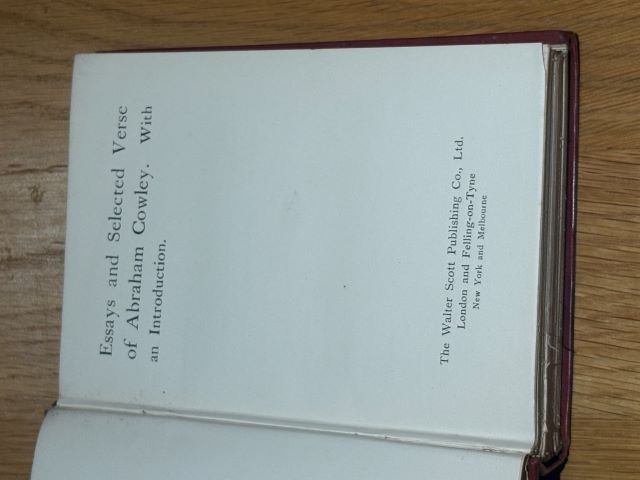 Essays and Selected Verse
of Abraham Cowley. With
an Introduction.
The Walter Scott Publishing Co., Ltd.
London and Felling-on-Tyne
New York and Melbourne